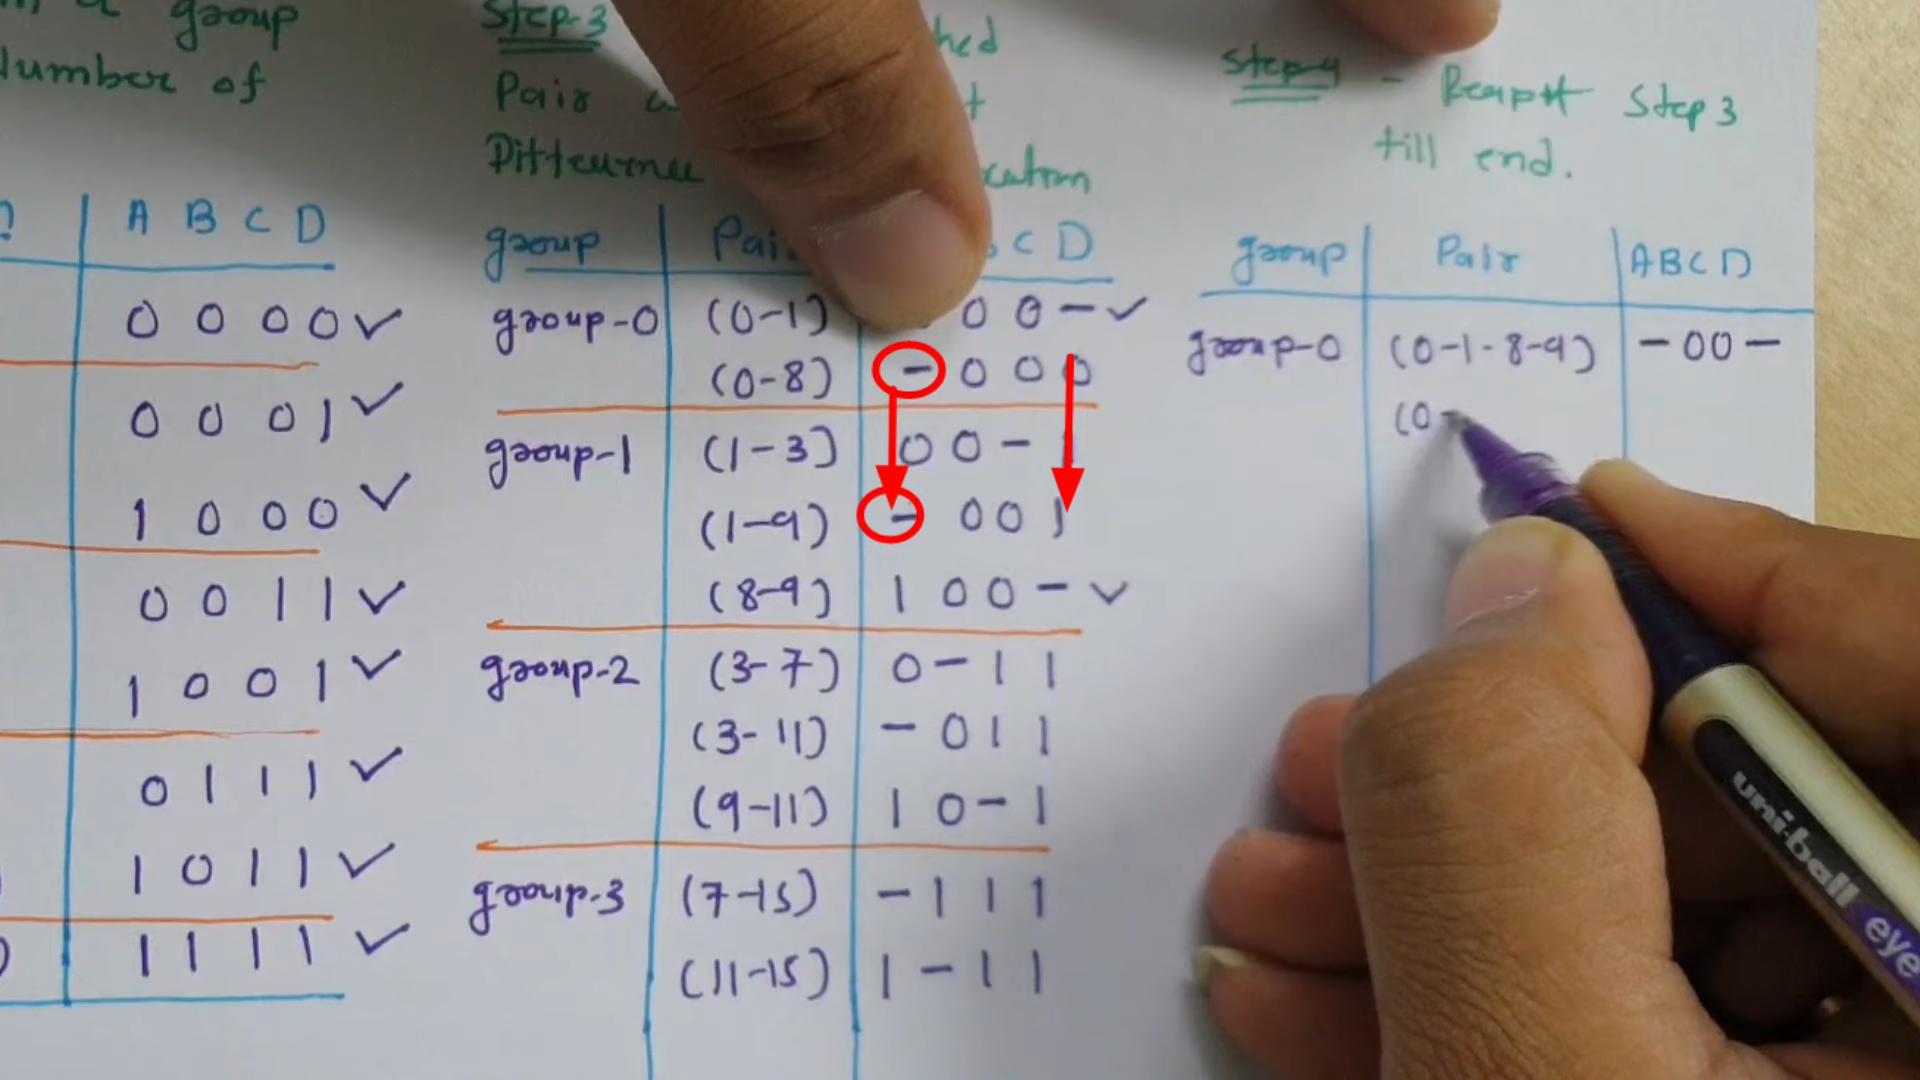 group
Number of
A B C D
0 0 0 0 ✓
0 0 0 1 ✓
1 0 0 0 ✓
0 0 1 1 ✓
1 0 0 1 ✓
0 1 1 1 ✓
1 0 1 1 ✓
1 1 1 1 ✓
Step-3
Pair
group C D
group-0 (0-1) 0 0 - ✓
(0-8) - 0 0 0
group-1 (1-3) 0 0 - 1
(1-9) - 0 0 1
(8-9) 1 0 0 - ✓
group-2 (3-7) 0 - 1 1
(3-11) - 0 1 1
(9-11) 1 0 - 1
group-3 (7-15) - 1 1 1
(11-15) 1 - 1 1
Step-4 - Step 3
till end.
group Pair ABCD
group-0 (0-1-8-9) - 0 0 -
(0-
uni-ball eye